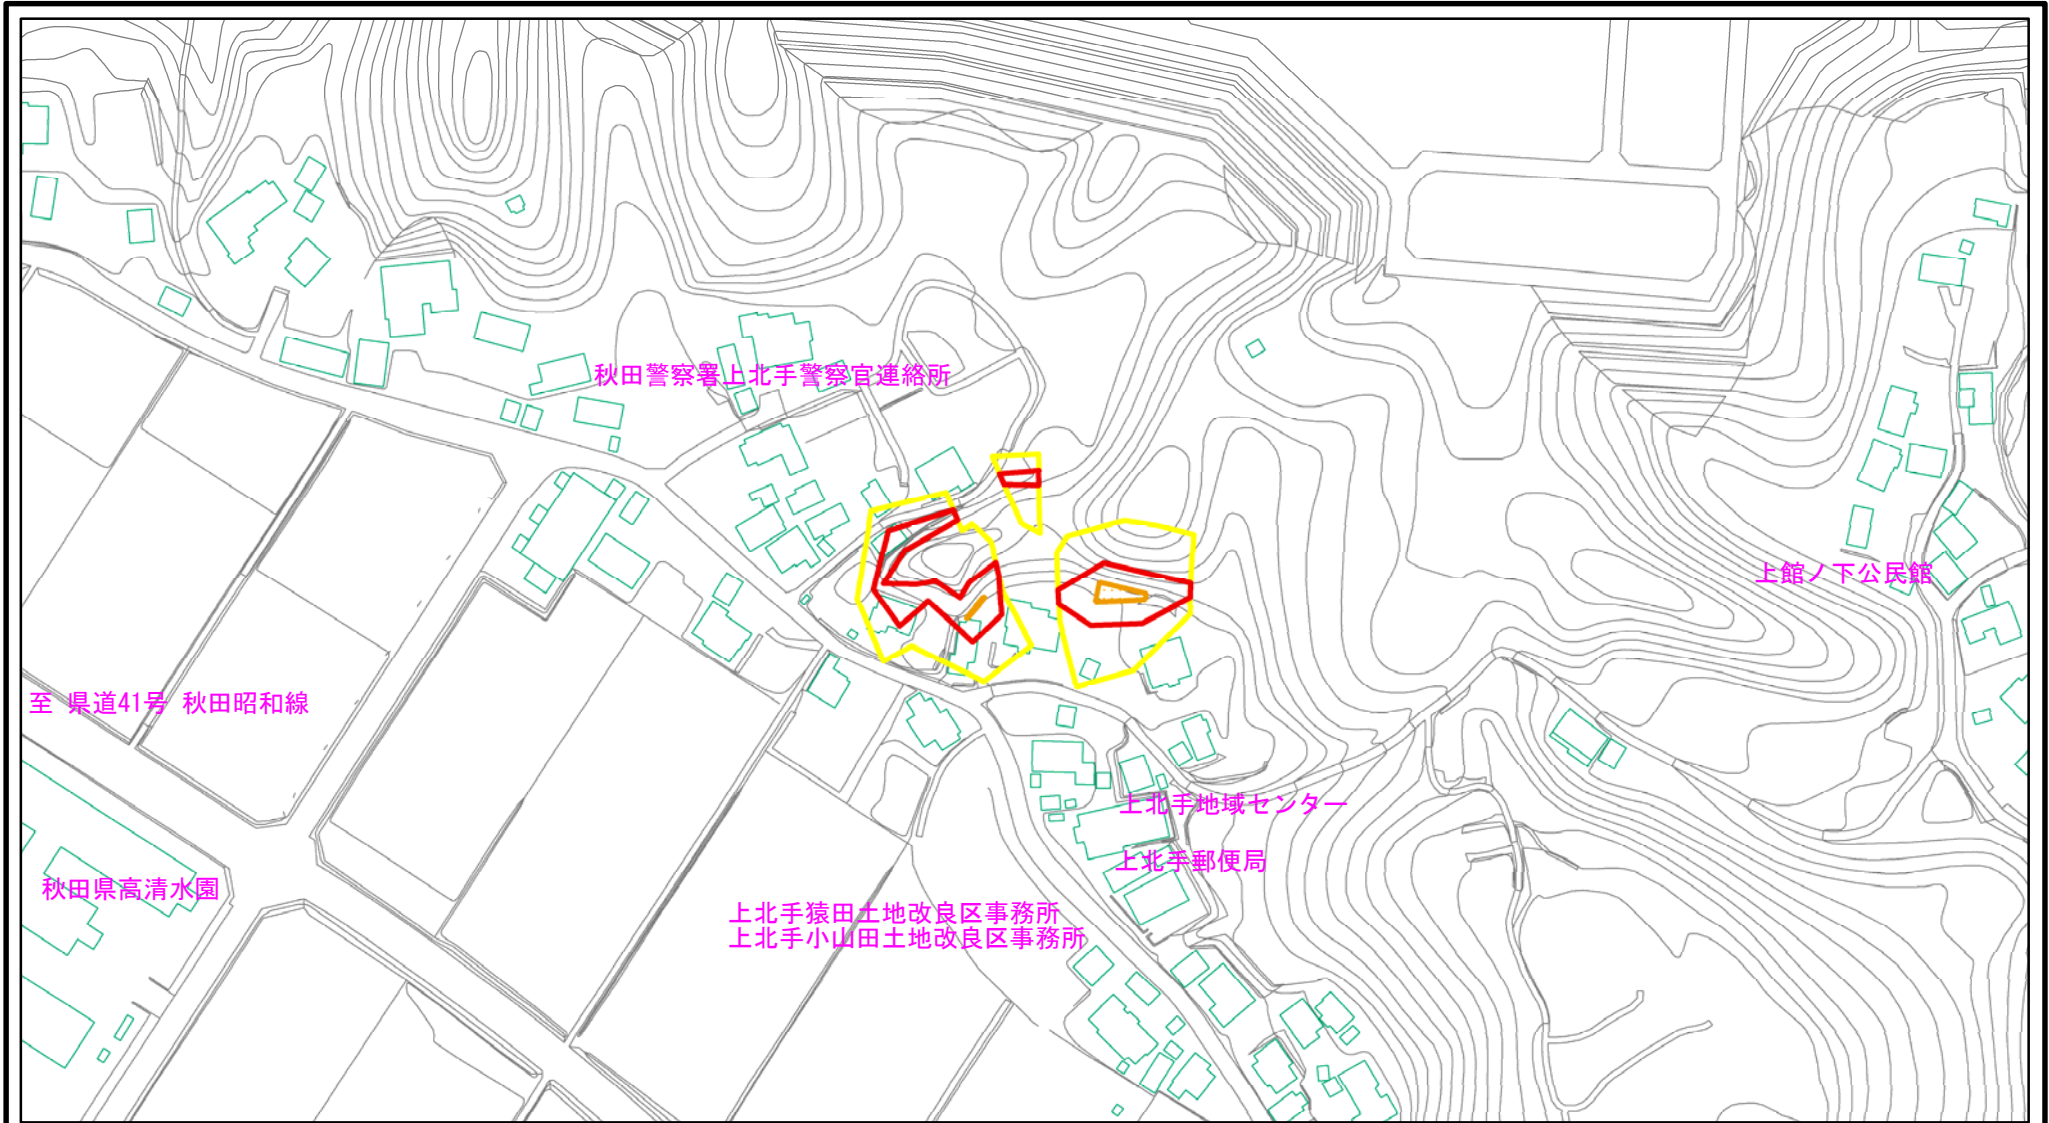 秋田警察署上北手警察官連絡所
上館ノ下公民館
至 県道41号 秋田昭和線
上北手地域センター
上北手郵便局
秋田県高清水園
上北手猿田土地改良区事務所
上北手小山田土地改良区事務所